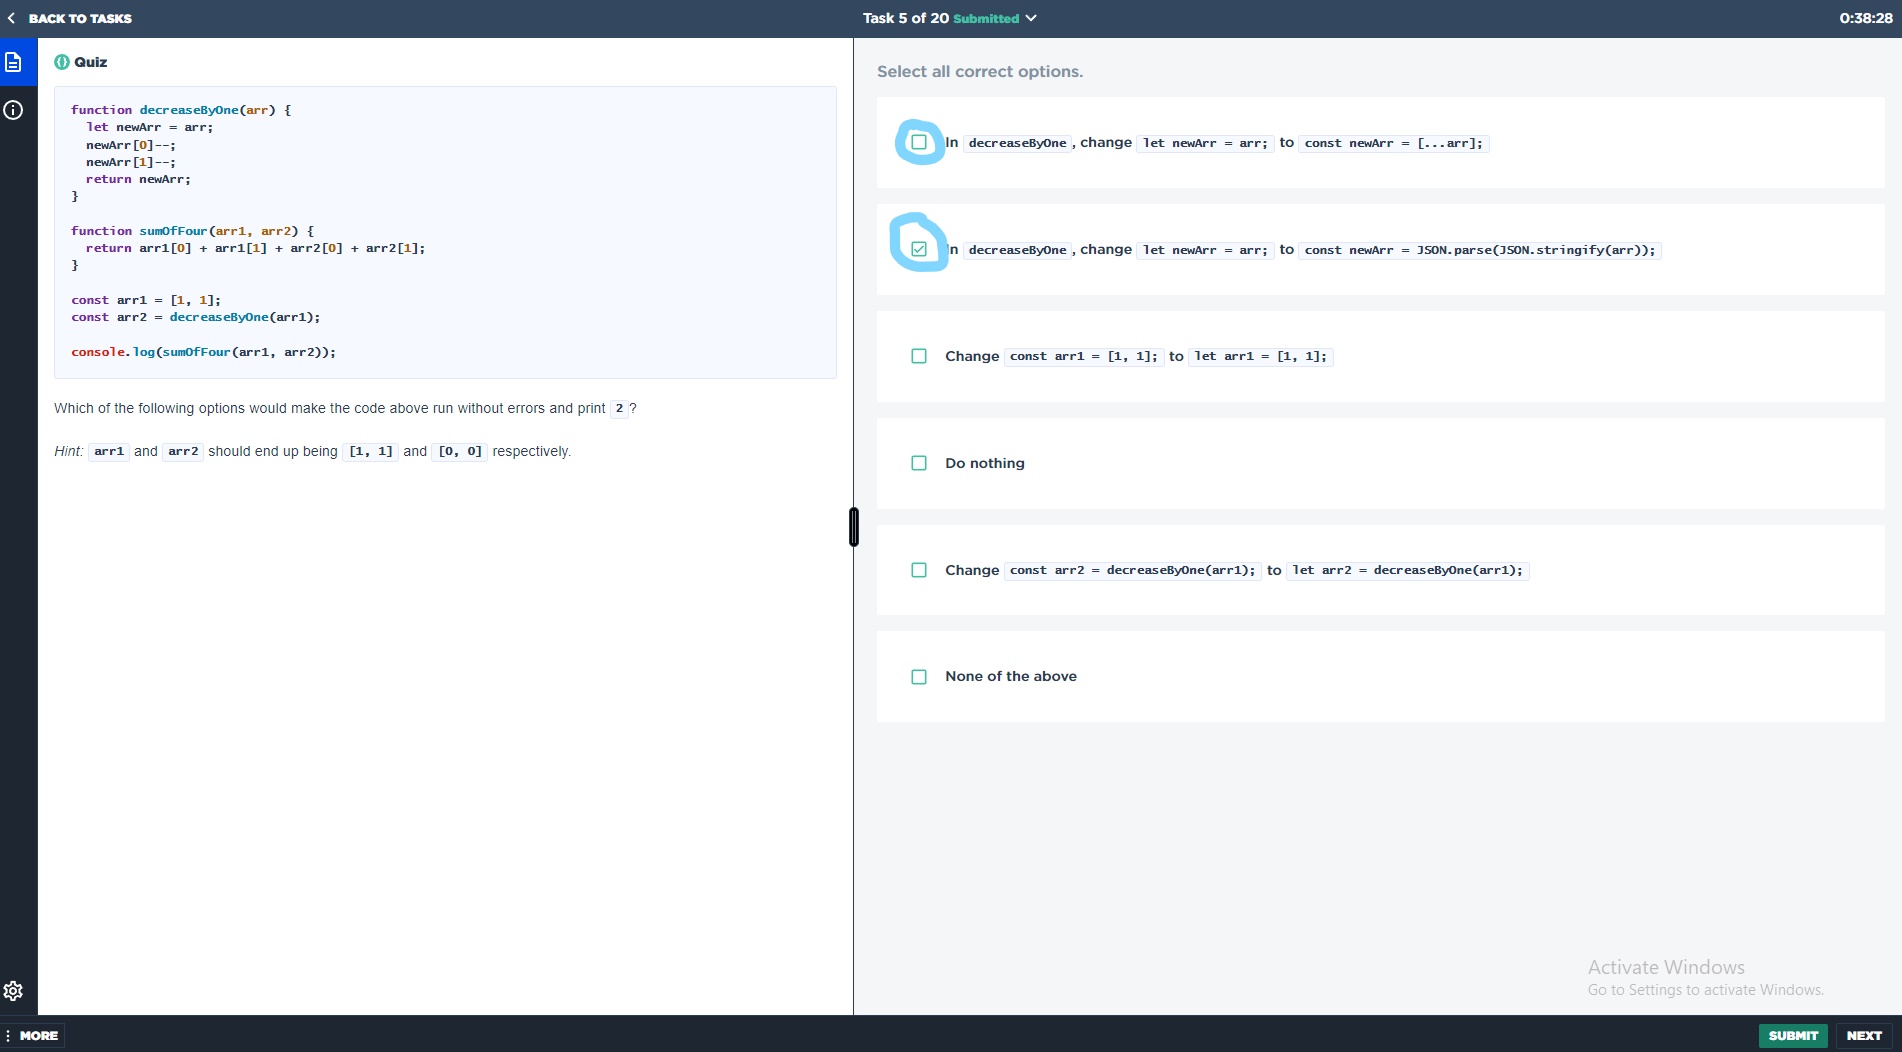 BACK TO TASKS
Task 5 of 20 Submitted
0:38:28
Quiz
function decreaseByOne(arr) {
  let newArr = arr;
  newArr[0]--;
  newArr[1]--;
  return newArr;
}
function sumOfFour(arr1, arr2) {
  return arr1[0] + arr1[1] + arr2[0] + arr2[1];
}
const arr1 = [1, 1];
const arr2 = decreaseByOne(arr1);
console.log(sumOfFour(arr1, arr2));
Which of the following options would make the code above run without errors and print 2 ?
Hint: arr1 and arr2 should end up being [1, 1] and [0, 0] respectively.
Select all correct options.
In decreaseByOne , change let newArr = arr; to const newArr = [...arr];
In decreaseByOne , change let newArr = arr; to const newArr = JSON.parse(JSON.stringify(arr));
Change const arr1 = [1, 1]; to let arr1 = [1, 1];
Do nothing
Change const arr2 = decreaseByOne(arr1); to let arr2 = decreaseByOne(arr1);
None of the above
Activate Windows
Go to Settings to activate Windows.
MORE
SUBMIT
NEXT